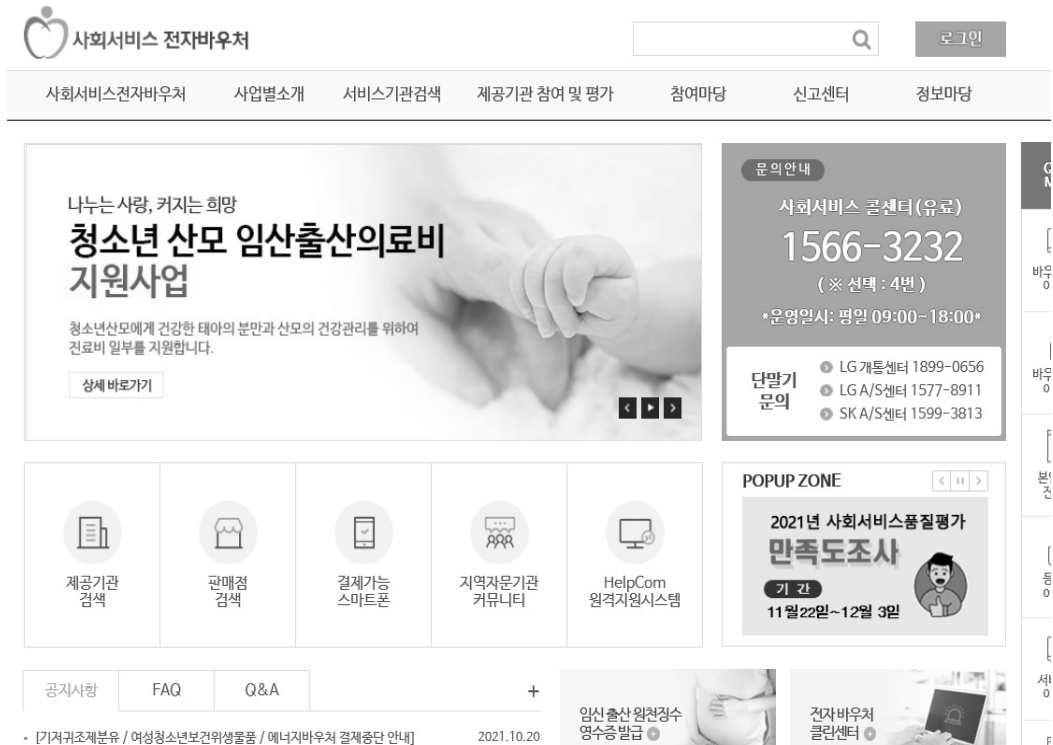 사회서비스 전자바우처
로그인
사회서비스전자바우처 사업별소개 서비스기관검색 제공기관 참여 및 평가 참여마당 신고센터 정보마당
나누는 사랑, 커지는 희망
청소년 산모 임산출산의료비
지원사업
청소년산모에게 건강한 태아의 분만과 산모의 건강관리를 위하여
진료비 일부를 지원합니다.
상세 바로가기
문의안내
사회서비스 콜센터(유료)
1566-3232
( ※ 선택 : 4번 )
*운영일시: 평일 09:00~18:00*
단말기
문의
LG 개통센터 1899-0656
LG A/S센터 1577-8911
SK A/S센터 1599-3813
제공기관
검색
판매점
검색
결제가능
스마트폰
지역자문기관
커뮤니티
HelpCom
원격지원시스템
POPUP ZONE
2021년 사회서비스품질평가
만족도조사
기 간
11월22일~12월 3일
공지사항 FAQ Q&A +
- [기저귀조제분유 / 여성청소년보건위생물품 / 에너지바우처 결제중단 안내] 2021.10.20
임신 출산 원천징수
영수증 발급
전자 바우처
클린센터